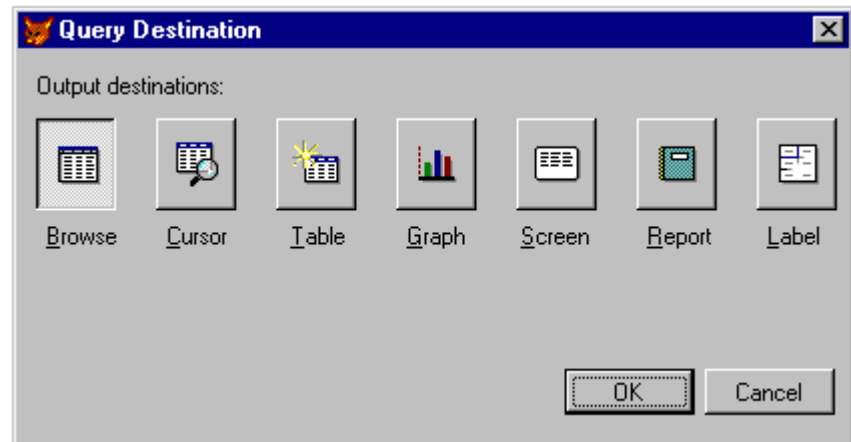 Query Destination
Output destinations:
Browse Cursor Table Graph Screen Report Label
OK Cancel